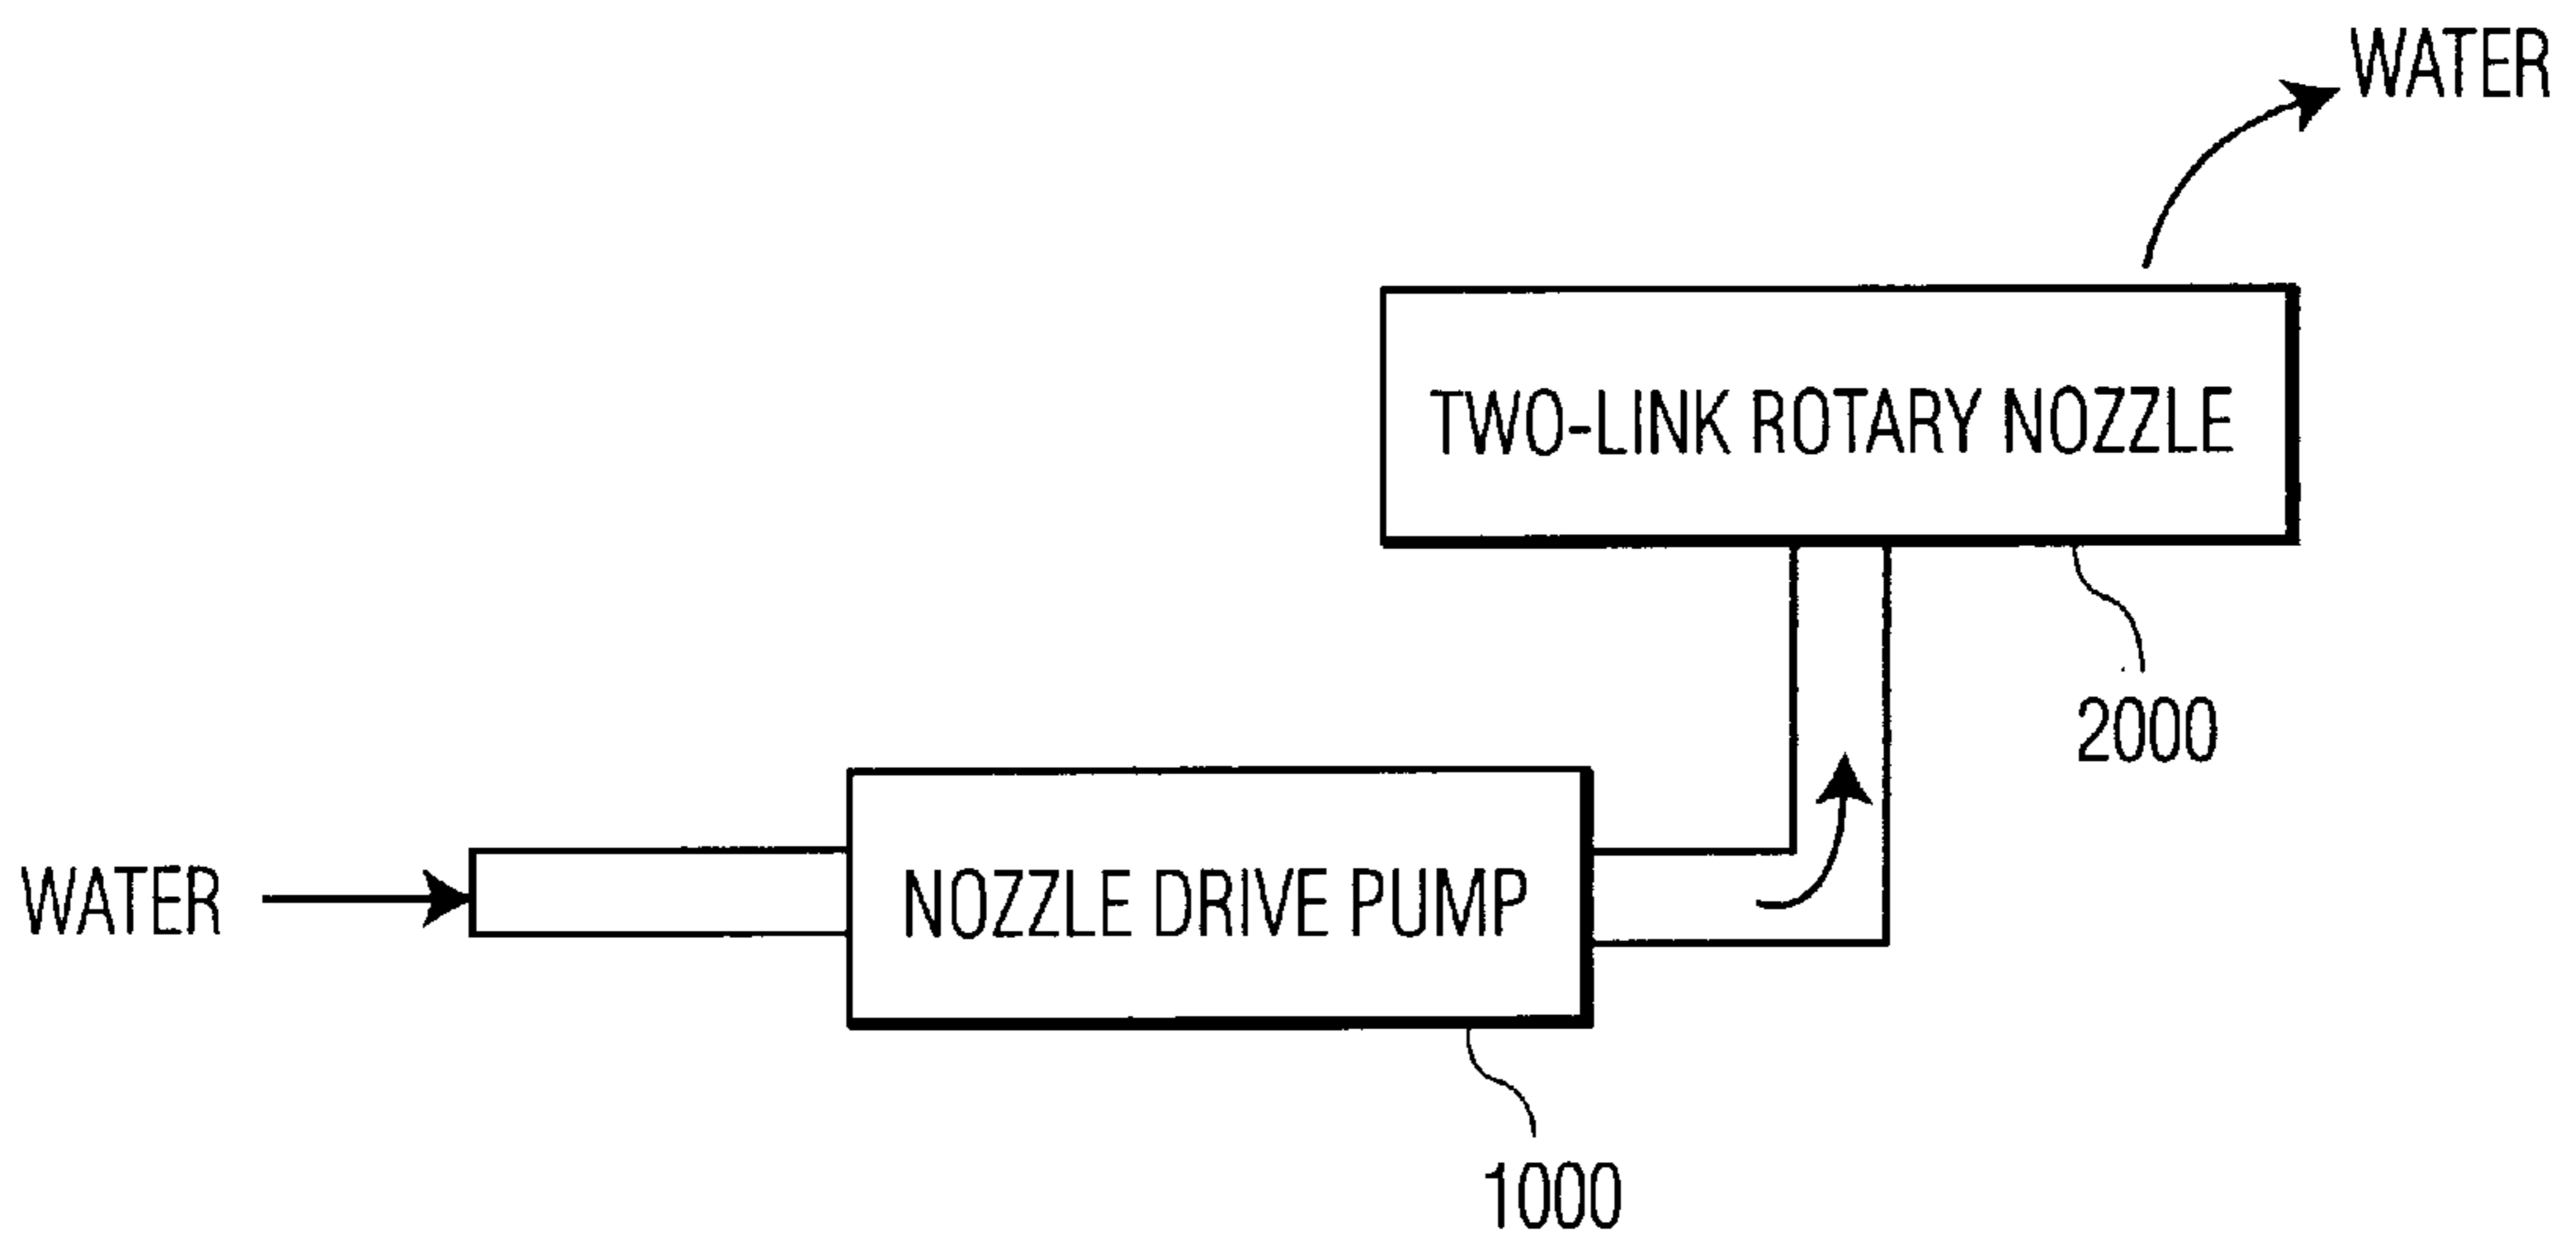 WATER
TWO-LINK ROTARY NOZZLE
2000
WATER
NOZZLE DRIVE PUMP
1000